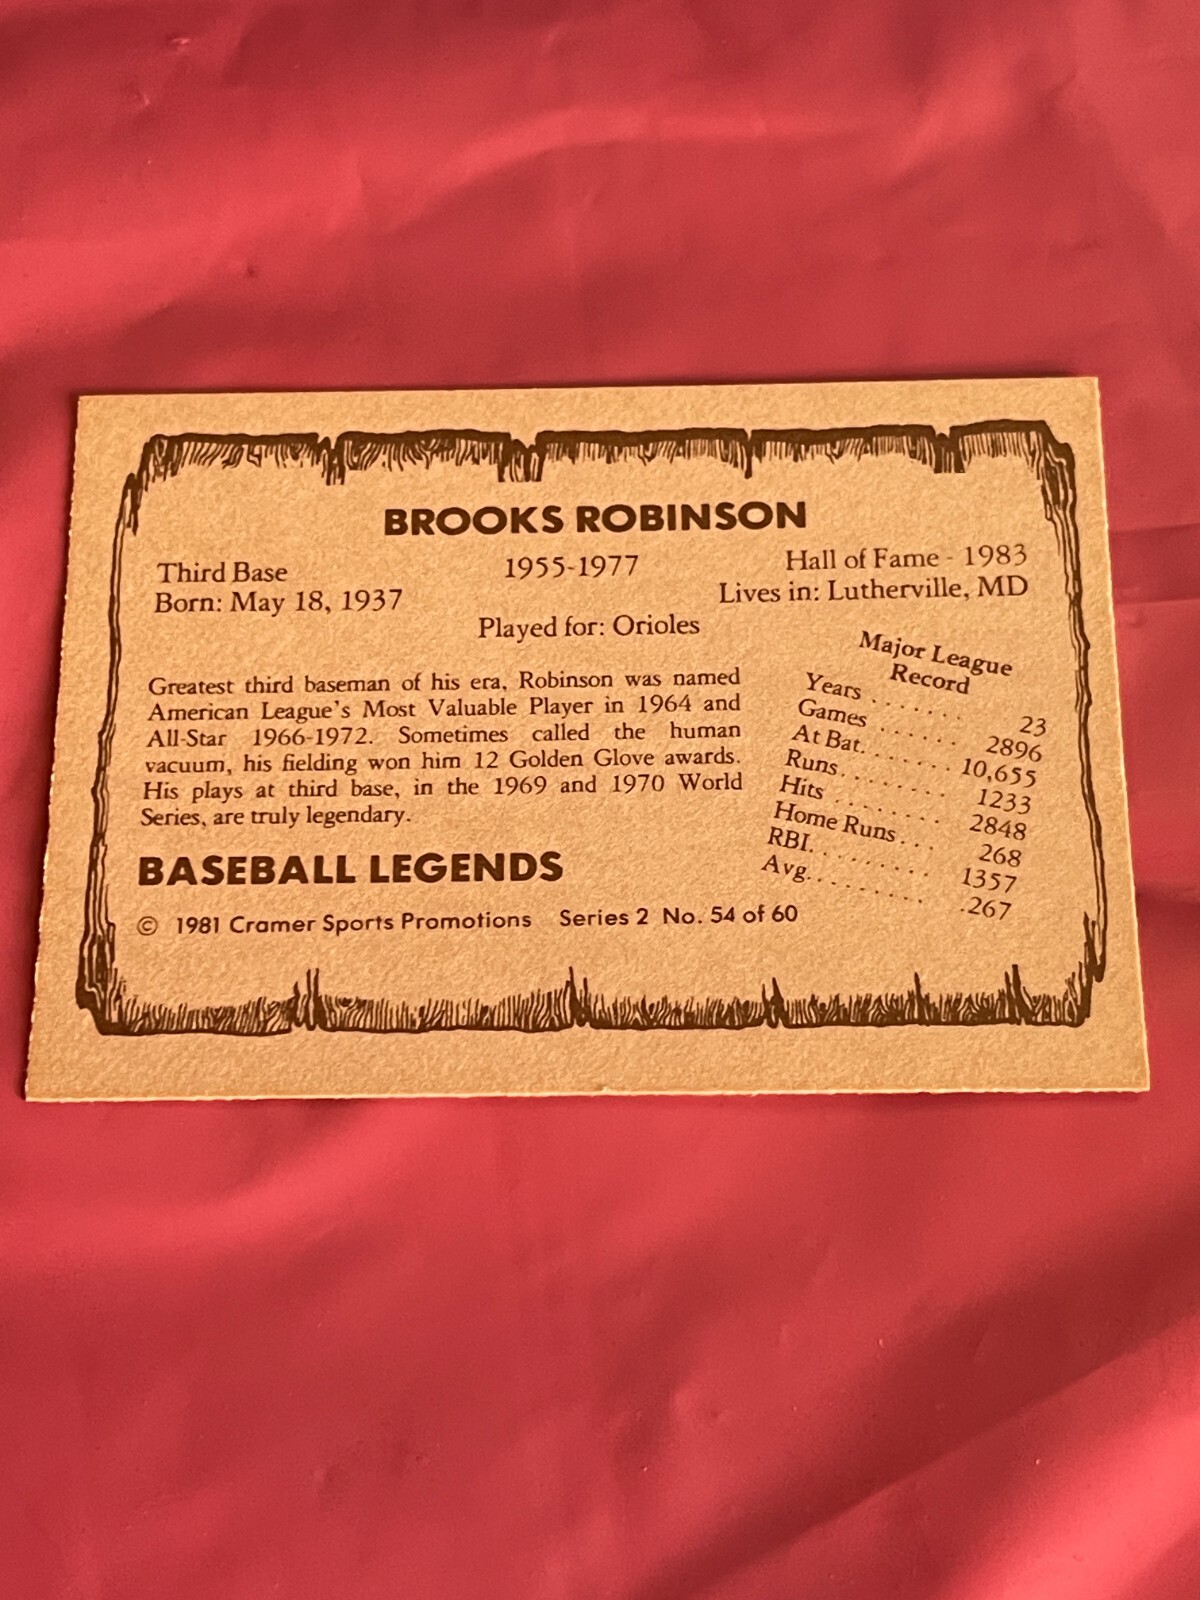 BROOKS ROBINSON
Third Base 1955-1977 Hall of Fame - 1983
Born: May 18, 1937 Lives in: Lutherville, MD
Played for: Orioles
Greatest third baseman of his era, Robinson was named
American League's Most Valuable Player in 1964 and
All-Star 1966-1972. Sometimes called the human
vacuum, his fielding won him 12 Golden Glove awards.
His plays at third base, in the 1969 and 1970 World
Series, are truly legendary.
Major League
Record
Years . . . . . . . 23
Games . . . . . . 2896
At Bat. . . . . . . . 10,655
Runs. . . . . . . . . 1233
Hits . . . . . . . . . 2848
Home Runs . . . 268
RBI. . . . . . . . . . 1357
Avg. . . . . . . . . . .267
BASEBALL LEGENDS
© 1981 Cramer Sports Promotions Series 2 No. 54 of 60